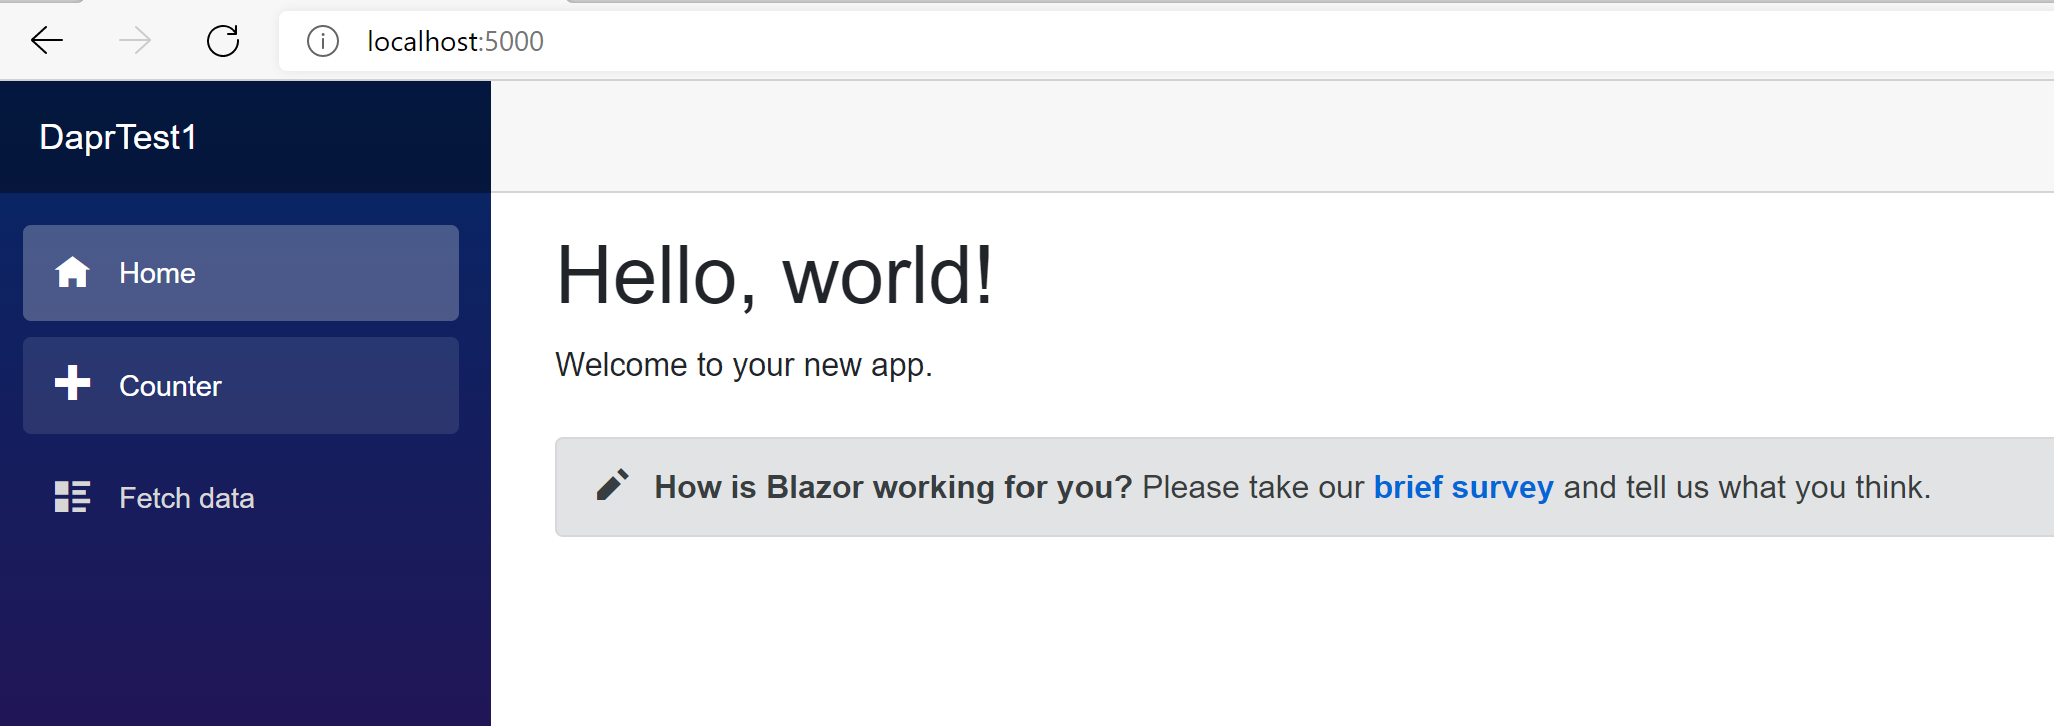 localhost:5000
DaprTest1
Home
Counter
Fetch data
Hello, world!
Welcome to your new app.
How is Blazor working for you? Please take our brief survey and tell us what you think.